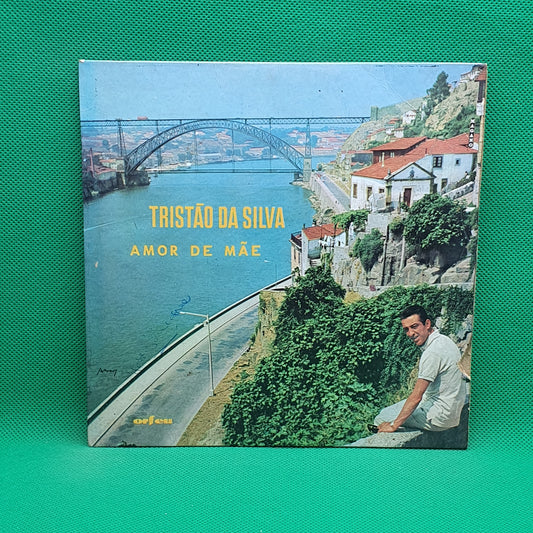 TRISTÃO DA SILVA
AMOR DE MÃE
orfeu